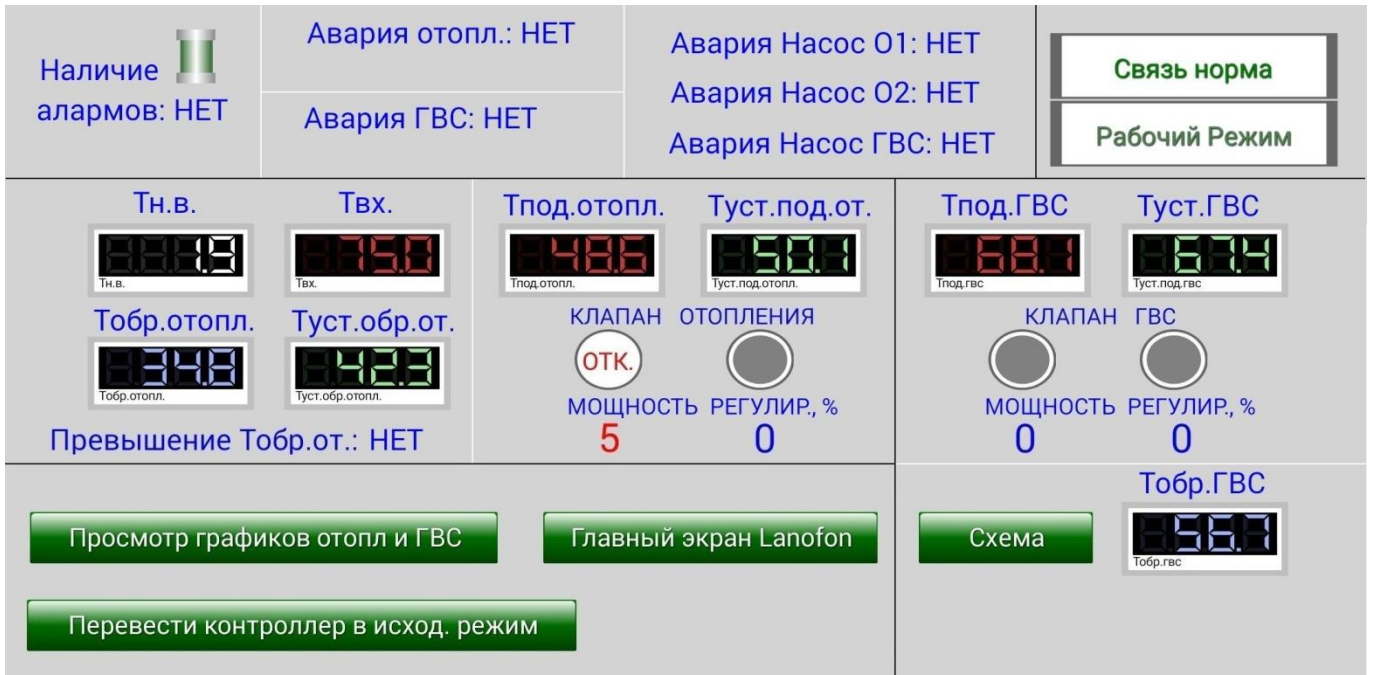 Наличие
алармов: НЕТ
Авария отопл.: НЕТ
Авария ГВС: НЕТ
Авария Насос О1: НЕТ
Авария Насос О2: НЕТ
Авария Насос ГВС: НЕТ
Связь норма
Рабочий Режим
Тн.в.
1.9
Тн.в.
Твх.
75.0
Твх.
Тобр.отопл.
34.8
Тобр.отопл.
Туст.обр.от.
42.3
Туст.обр.отопл.
Превышение Тобр.от.: НЕТ
Тпод.отопл.
48.6
Тпод.отопл.
Туст.под.от.
50.1
Туст.под.отопл.
КЛАПАН ОТОПЛЕНИЯ
ОТК.
МОЩНОСТЬ РЕГУЛИР., %
5 0
Тпод.ГВС
68.1
Тпод.гвс
Туст.ГВС
67.4
Туст.под.гвс
КЛАПАН ГВС
МОЩНОСТЬ РЕГУЛИР., %
0 0
Просмотр графиков отопл и ГВС
Главный экран Lanofon
Перевести контроллер в исход. режим
Схема
Тобр.ГВС
56.7
Тобр.гвс